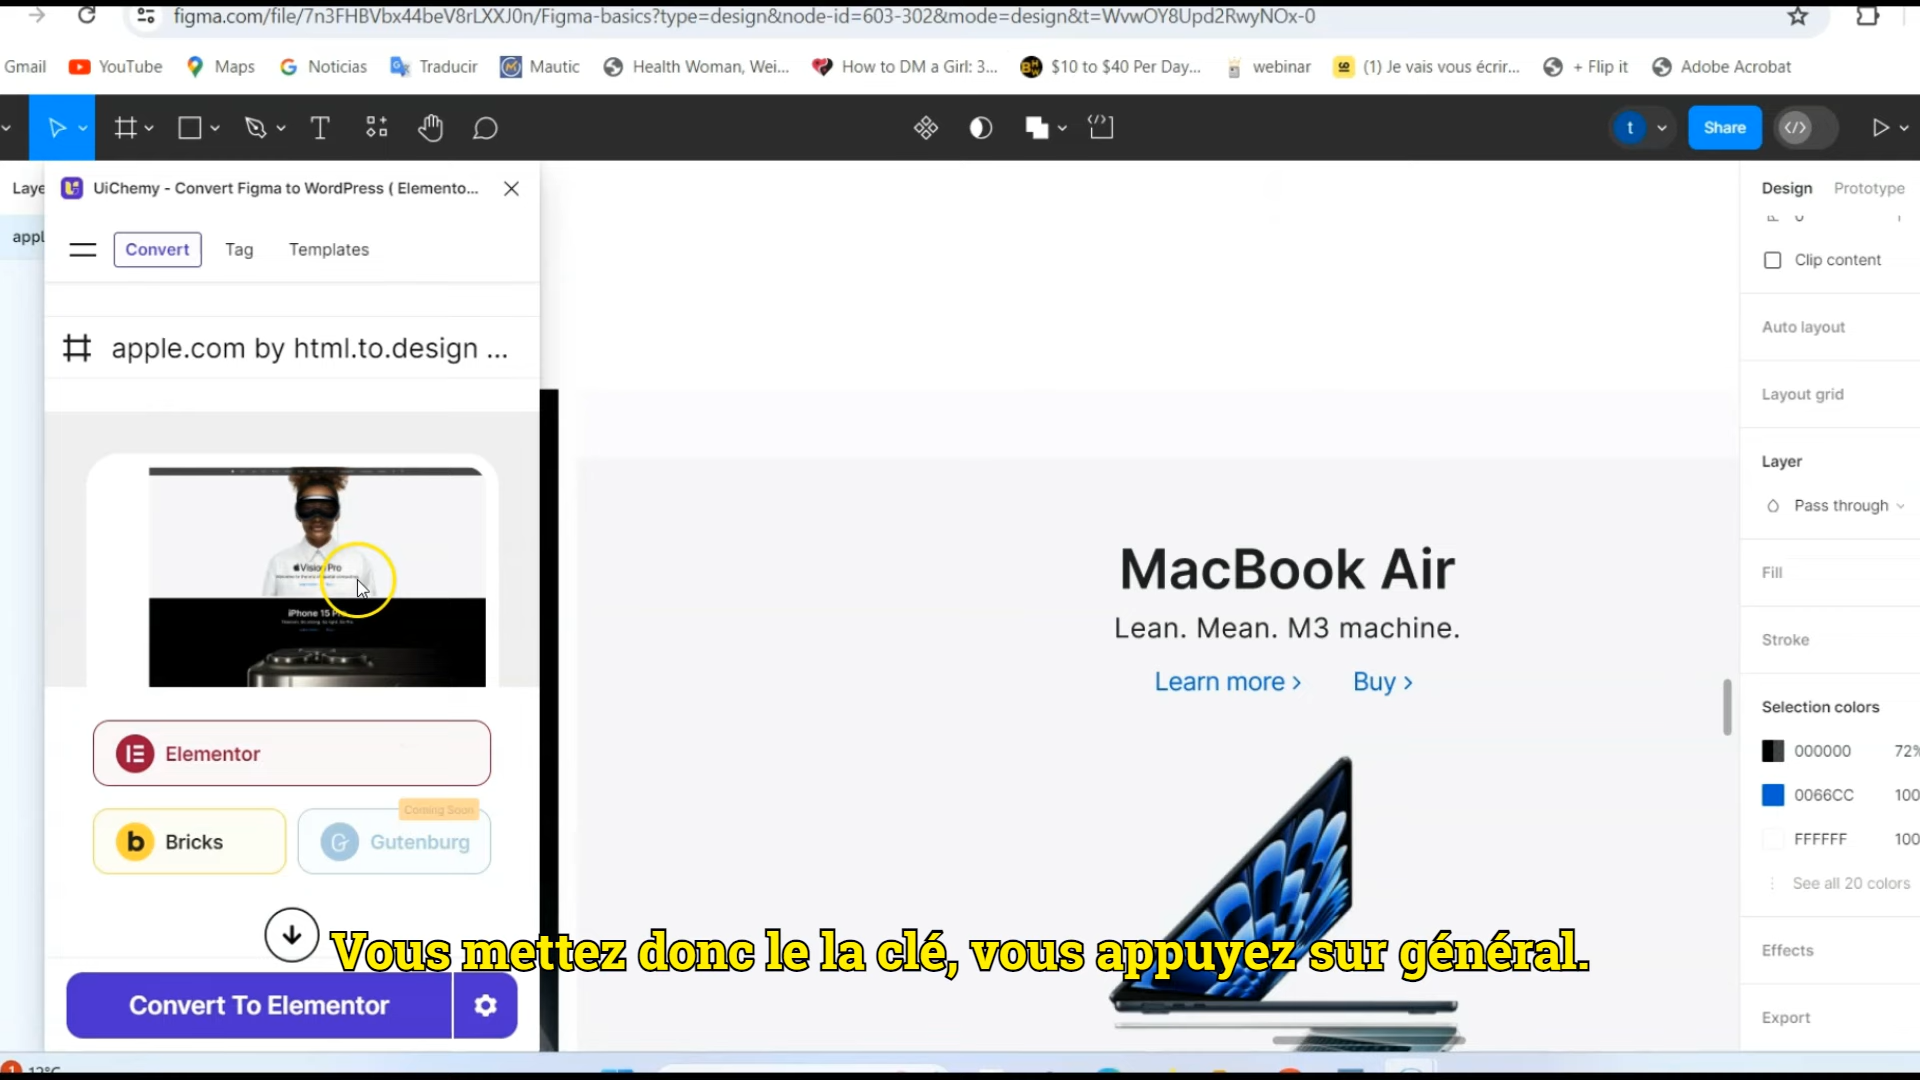 figma.com/file/7n3FHBVbx44beV8rLXXJ0n/Figma-basics?type=design&node-id=603-302&mode=design&t=WvwOY8Upd2RwyNOx-0
Gmail YouTube Maps Noticias Traducir Mautic Health Woman, Wei... How to DM a Girl: 3... $10 to $40 Per Day,... webinar (1) Je vais vous écrir... + Flip it Adobe Acrobat
t Share
Laye UiChemy - Convert Figma to WordPress ( Elemento...
Design Prototype
appl
Convert Tag Templates
Clip content
apple.com by html.to.design ...
Auto layout
Layout grid
Layer
Pass through
Fill
Stroke
Vision Pro
iPhone 15
MacBook Air
Lean. Mean. M3 machine.
Learn more › Buy ›
Selection colors
000000 72%
0066CC 100
FFFFFF 100
See all 20 colors
Elementor
Coming Soon
Bricks Gutenburg
Effects
Vous mettez donc le la clé, vous appuyez sur général.
Convert To Elementor
Export
1 12°C